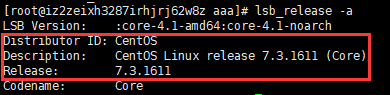 [root@izz2zeixh3287irhjrj62w8z aaa]# lsb_release -a
LSB Version:    :core-4.1-amd64:core-4.1-noarch
Distributor ID: CentOS
Description:    CentOS Linux release 7.3.1611 (Core)
Release:        7.3.1611
Codename:       Core